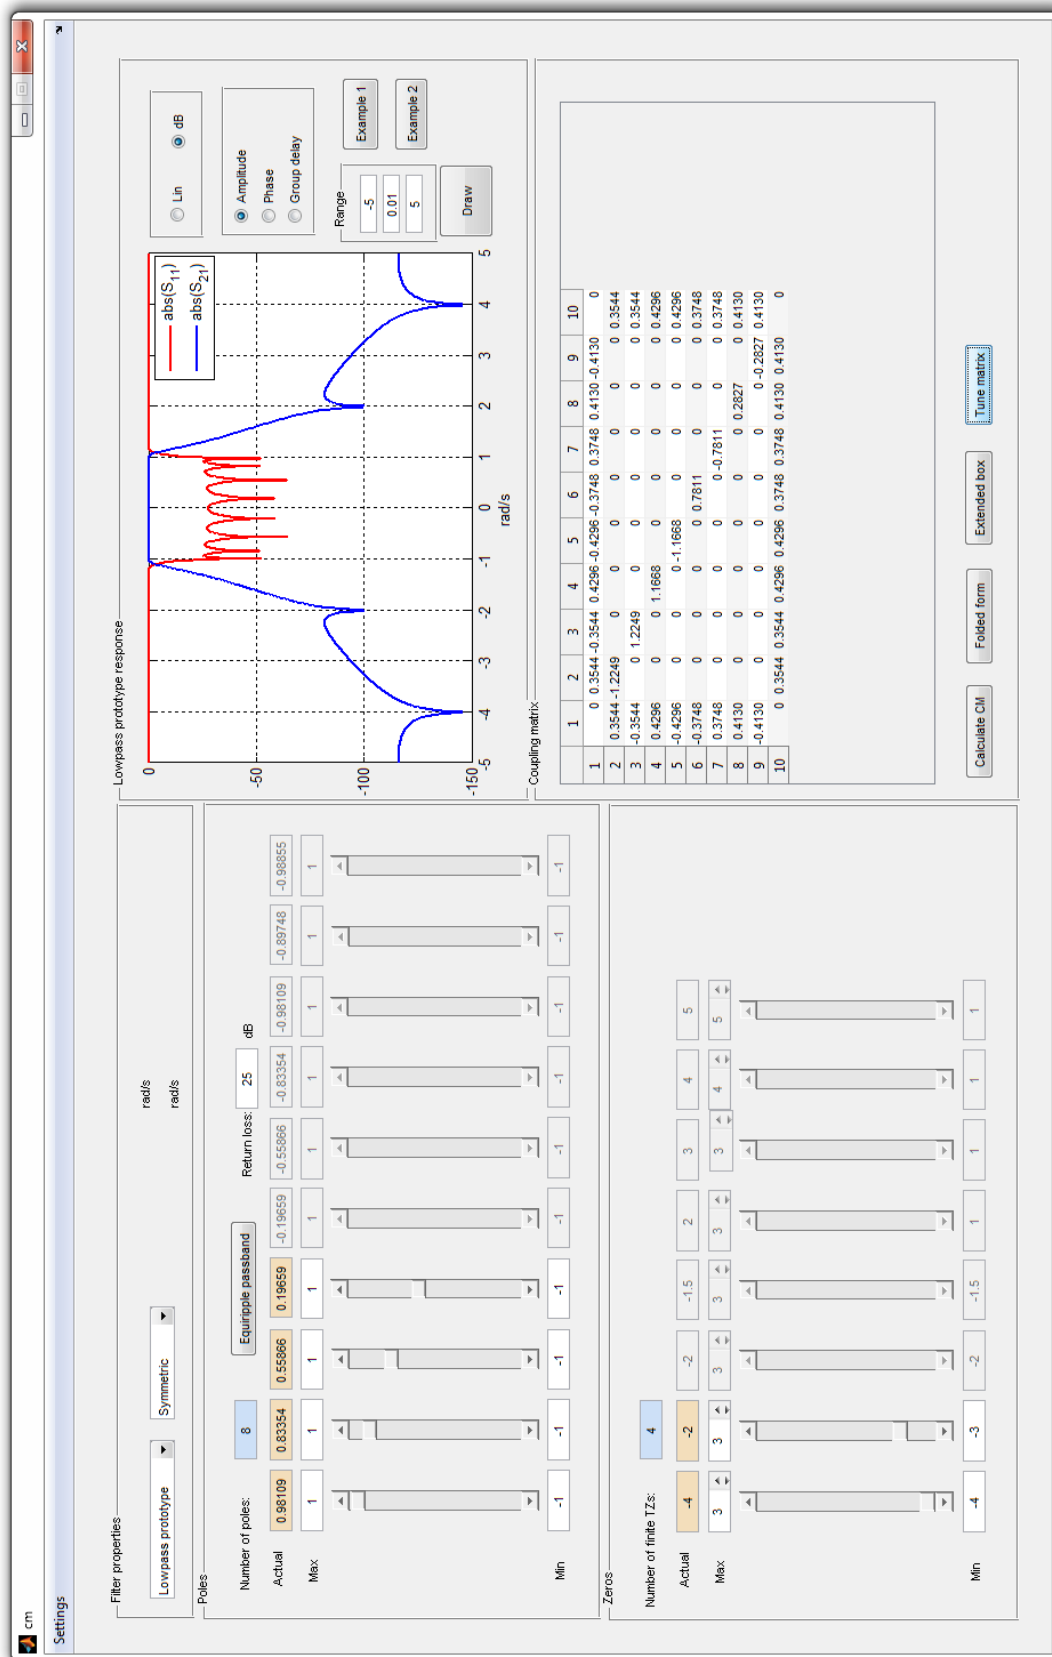 cm
Settings
Filter properties
Lowpass prototype
Symmetric
rad/s
rad/s
Poles
Number of poles:
8
Equiripple passband
Return loss:
25
dB
Actual
0.98109
0.83354
0.55866
0.19659
-0.19659
-0.55866
-0.83354
-0.98109
-0.89748
-0.98855
Max
1
1
1
1
1
1
1
1
1
1
Min
-1
-1
-1
-1
-1
-1
-1
-1
-1
-1
Zeros
Number of finite TZs:
4
Actual
-4
-2
-2
-1.5
2
3
4
5
Max
3
3
3
3
3
3
4
5
Min
-4
-3
-2
-1.5
1
1
1
1
Lowpass prototype response
0
-50
-100
-150
-5
-4
-3
-2
-1
0
1
2
3
4
5
rad/s
abs(S11)
abs(S21)
Lin
dB
Amplitude
Phase
Group delay
Range
-5
0.01
5
Example 1
Example 2
Draw
Coupling matrix
1 2 3 4 5 6 7 8 9 10
1 0 0.3544 -0.3544 0.4296 -0.4296 -0.3748 0.3748 0.4130 -0.4130 0
2 0.3544 -1.2249 0 0 0 0 0 0 0 0.3544
3 -0.3544 0 1.2249 0 0 0 0 0 0 0.3544
4 0.4296 0 0 1.1668 0 0 0 0 0 0.4296
5 -0.4296 0 0 0 -1.1668 0 0 0 0 0.4296
6 -0.3748 0 0 0 0 0.7811 0 0 0 0.3748
7 0.3748 0 0 0 0 0 -0.7811 0 0 0.3748
8 0.4130 0 0 0 0 0 0 0.2827 0 0.4130
9 -0.4130 0 0 0 0 0 0 0 -0.2827 0.4130
10 0 0.3544 0.3544 0.4296 0.4296 0.3748 0.3748 0.4130 0.4130 0
Calculate CM
Folded form
Extended box
Tune matrix